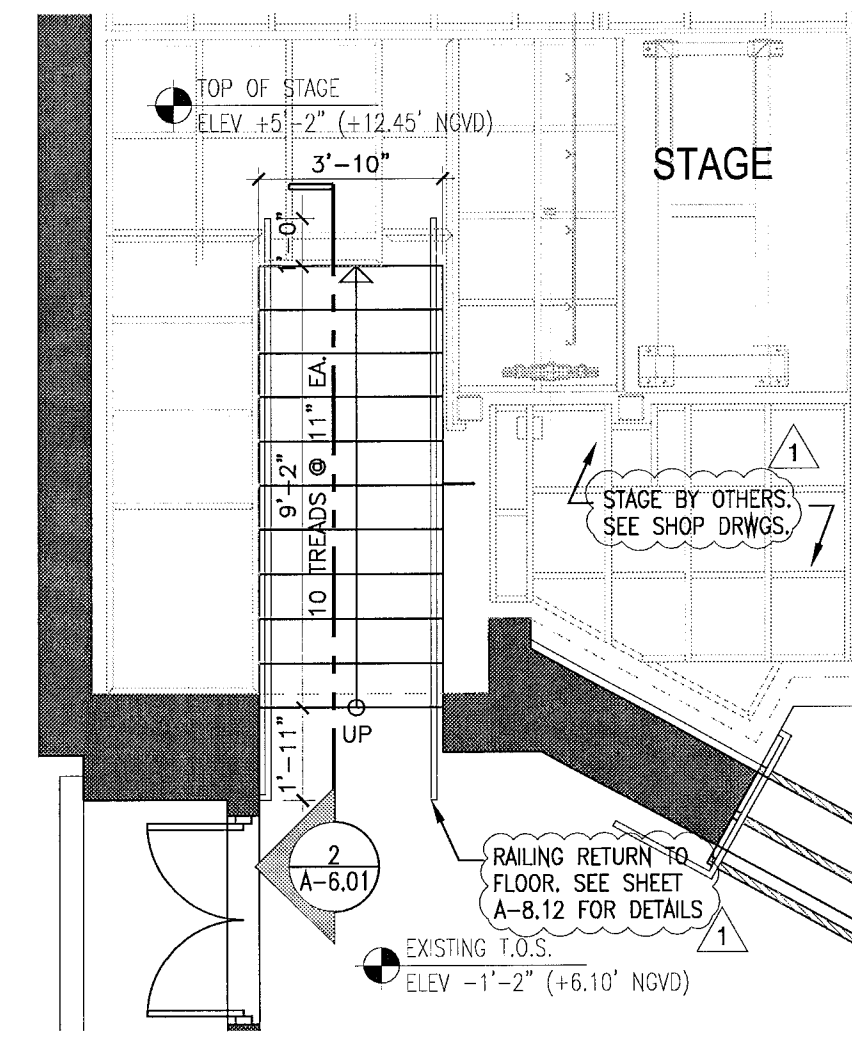 TOP OF STAGE
ELEV +5'-2" (+12.45' NGVD)
3'-10"
STAGE
1'-0"
10 TREADS @ 11" EA.
9'-2"
1
STAGE BY OTHERS.
SEE SHOP DRWGS.
UP
1'-11"
2
A-6.01
RAILING RETURN TO
FLOOR. SEE SHEET
A-8.12 FOR DETAILS
1
EXISTING T.O.S.
ELEV -1'-2" (+6.10' NGVD)